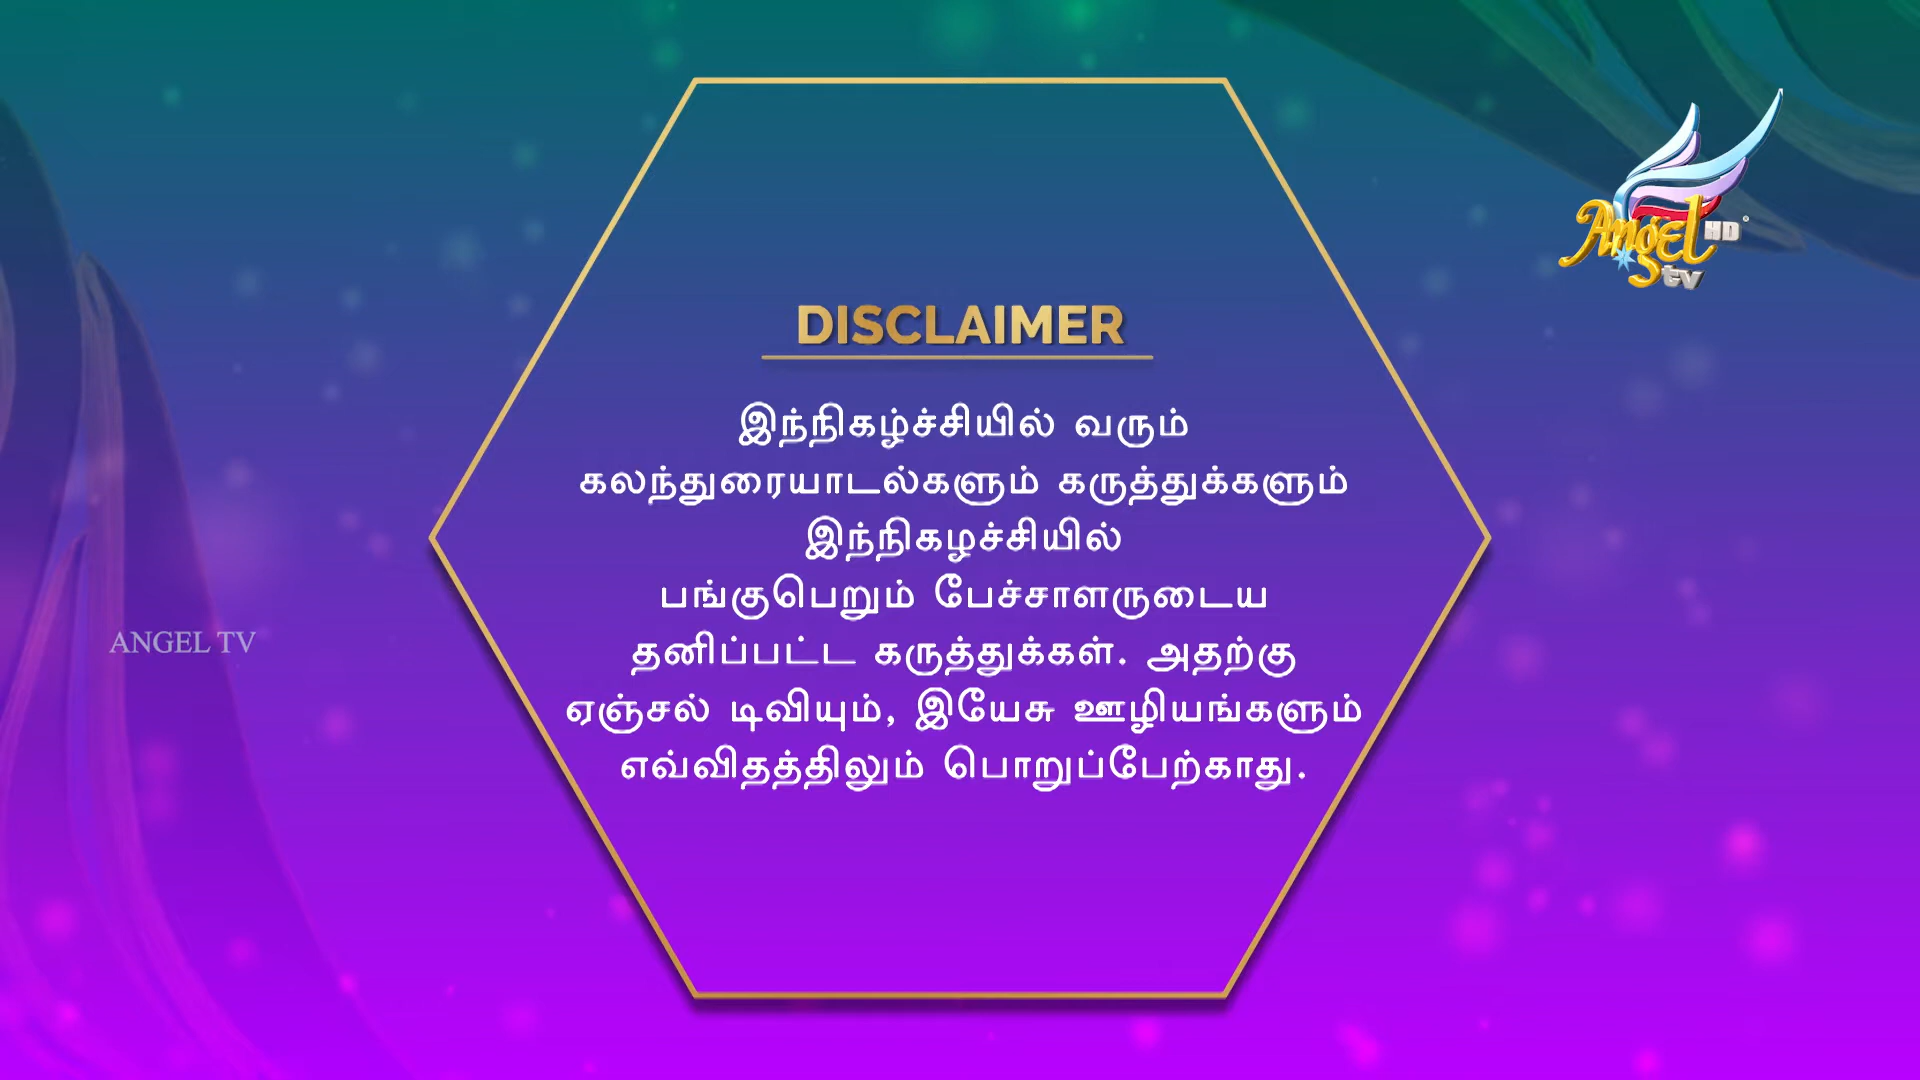 Angel HD
tv
DISCLAIMER
இந்நிகழ்ச்சியில் வரும்
கலந்துரையாடல்களும் கருத்துக்களும்
இந்நிகழச்சியில்
பங்குபெறும் பேச்சாளருடைய
தனிப்பட்ட கருத்துக்கள். அதற்கு
ஏஞ்சல் டிவியும், இயேசு ஊழியங்களும்
எவ்விதத்திலும் பொறுப்பேற்காது.
ANGEL TV